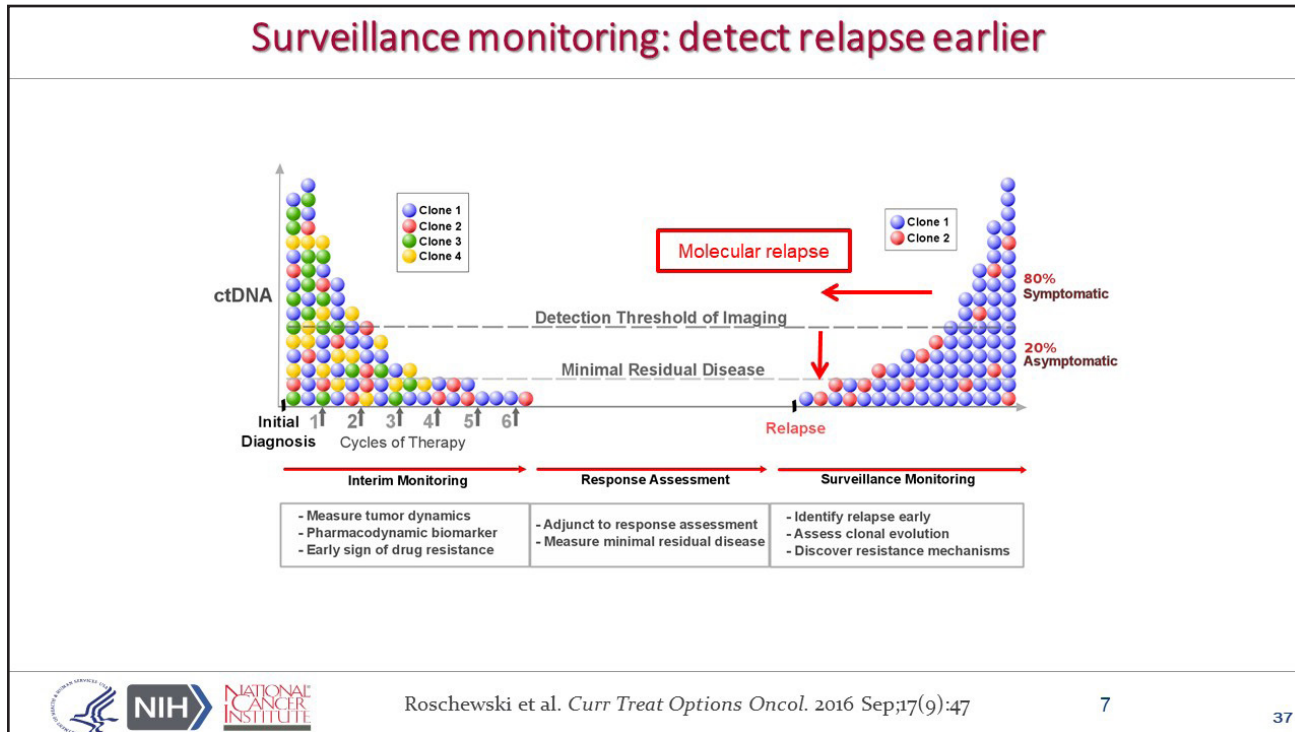 Surveillance monitoring: detect relapse earlier
Clone 1
Clone 2
Clone 3
Clone 4
Clone 1
Clone 2
Molecular relapse
ctDNA
80%
Symptomatic
Detection Threshold of Imaging
20%
Asymptomatic
Minimal Residual Disease
Initial
Diagnosis
1 2 3 4 5 6
Cycles of Therapy
Relapse
Interim Monitoring
Response Assessment
Surveillance Monitoring
- Measure tumor dynamics
- Pharmacodynamic biomarker
- Early sign of drug resistance
- Adjunct to response assessment
- Measure minimal residual disease
- Identify relapse early
- Assess clonal evolution
- Discover resistance mechanisms
NIH
NATIONAL
CANCER
INSTITUTE
Roschewski et al. Curr Treat Options Oncol. 2016 Sep;17(9):47
7
37